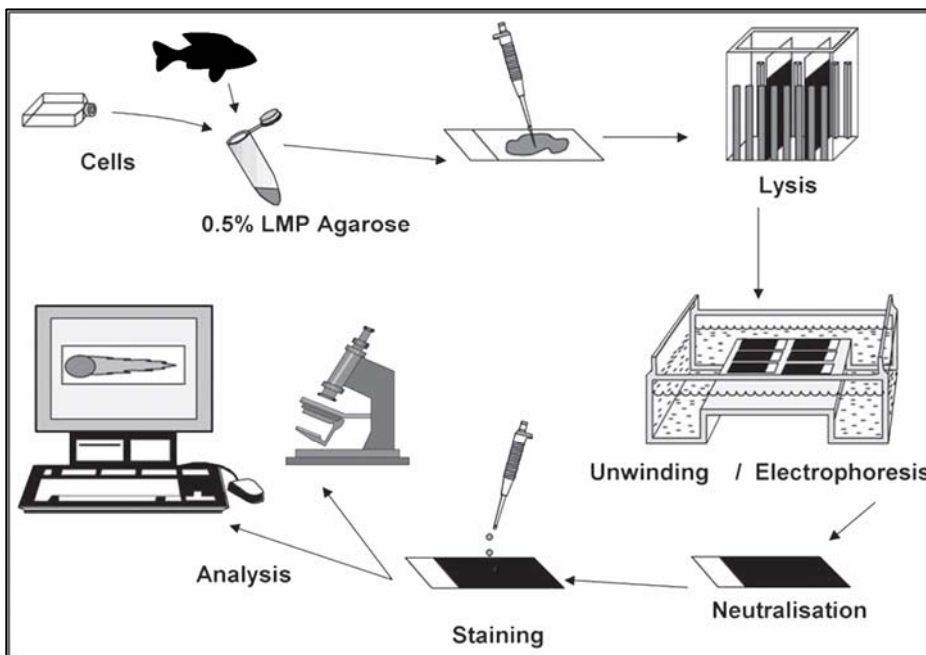 Cells
0.5% LMP Agarose
Lysis
Unwinding / Electrophoresis
Neutralisation
Staining
Analysis